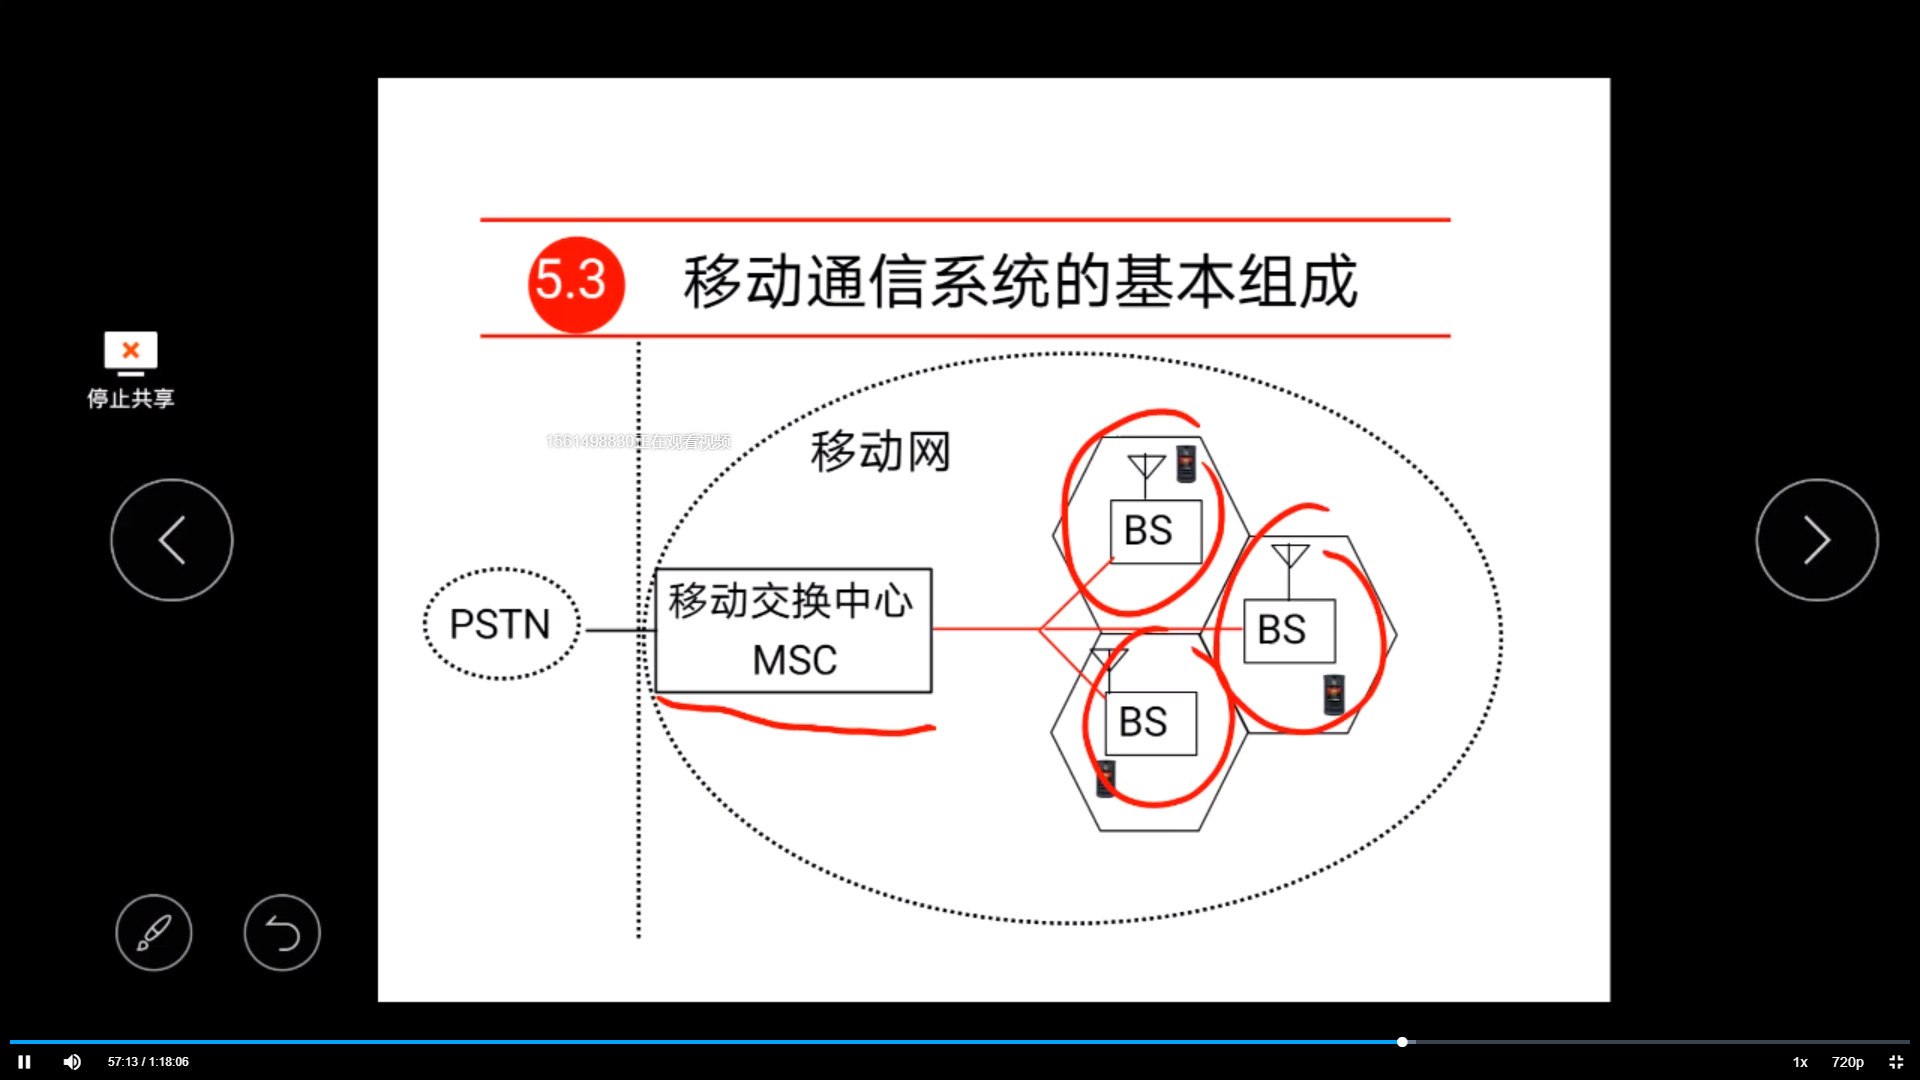 5.3 移动通信系统的基本组成
停止共享
1561498830正在观看视频
移动网
BS
PSTN
移动交换中心
MSC
BS
BS
57:13 / 1:18:06
1x
720p